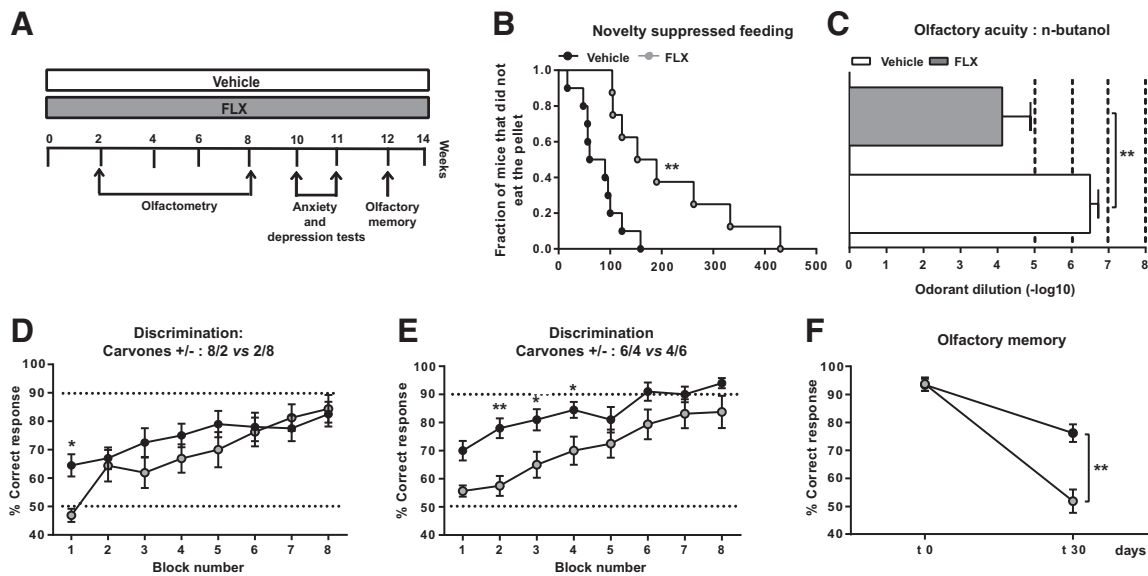 A
Vehicle
FLX
0 2 4 6 8 10 11 12 14
Weeks
Olfactometry
Anxiety
and
depression tests
Olfactory
memory
B
Novelty suppressed feeding
Vehicle FLX
Fraction of mice that did not
eat the pellet
1.0
0.8
0.6
0.4
0.2
0.0
**
0 100 200 300 400 500
C
Olfactory acuity : n-butanol
Vehicle FLX
**
0 1 2 3 4 5 6 7 8
Odorant dilution (-log10)
D
Discrimination:
Carvones +/- : 8/2 vs 2/8
% Correct response
100
90
80
70
60
50
40
*
1 2 3 4 5 6 7 8
Block number
E
Discrimination
Carvones +/- : 6/4 vs 4/6
% Correct response
100
90
80
70
60
50
40
** * *
1 2 3 4 5 6 7 8
Block number
F
Olfactory memory
% Correct response
100
90
80
70
60
50
40
**
t 0 t 30 days